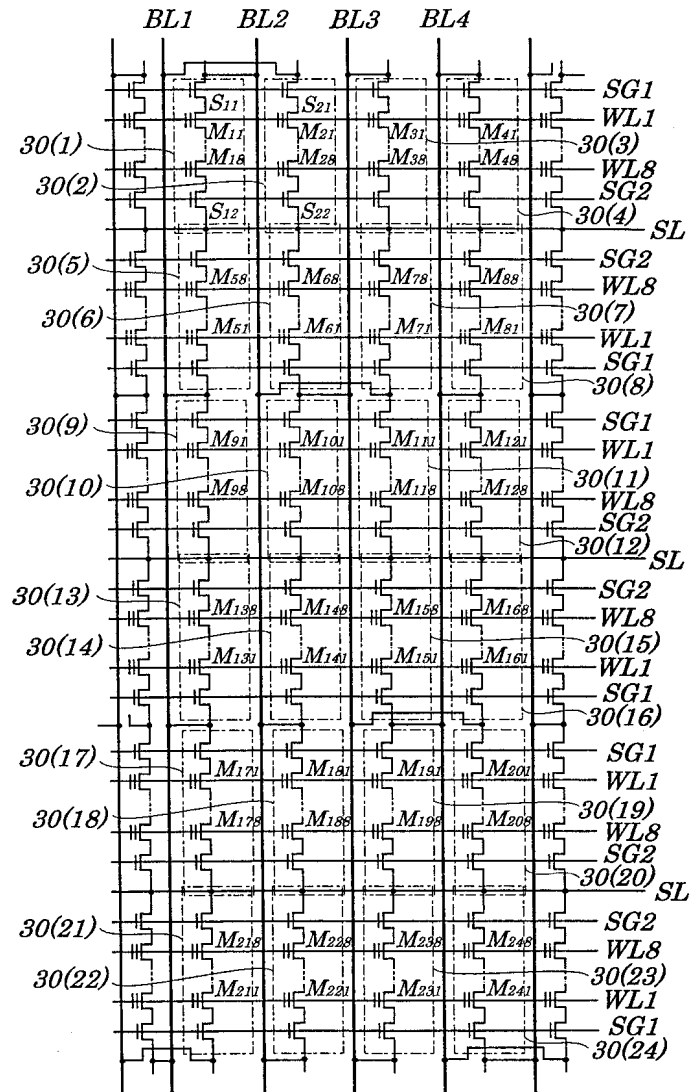 BL1 BL2 BL3 BL4
SG1
S11 S21
WL1
M11 M21 M31 M41
30(1) 30(3)
M18 M28 M38 M48
WL8
30(2)
SG2
S12 S22 30(4)
SL
30(5) SG2
M58 M68 M78 M88
WL8
30(6) 30(7)
M51 M61 M71 M81
WL1
SG1
30(8)
SG1
30(9)
M91 M101 M111 M121
WL1
30(11)
30(10)
M98 M108 M118 M128
WL8
SG2
30(12)
SL
SG2
30(13)
M138 M148 M158 M168
WL8
30(14) 30(15)
M131 M141 M151 M161
WL1
SG1
30(16)
SG1
30(17)
M171 M181 M191 M201
WL1
30(19)
30(18)
M178 M188 M198 M208
WL8
SG2
30(20)
SL
SG2
30(21)
M218 M228 M238 M248
WL8
30(22) 30(23)
M211 M221 M231 M241
WL1
SG1
30(24)